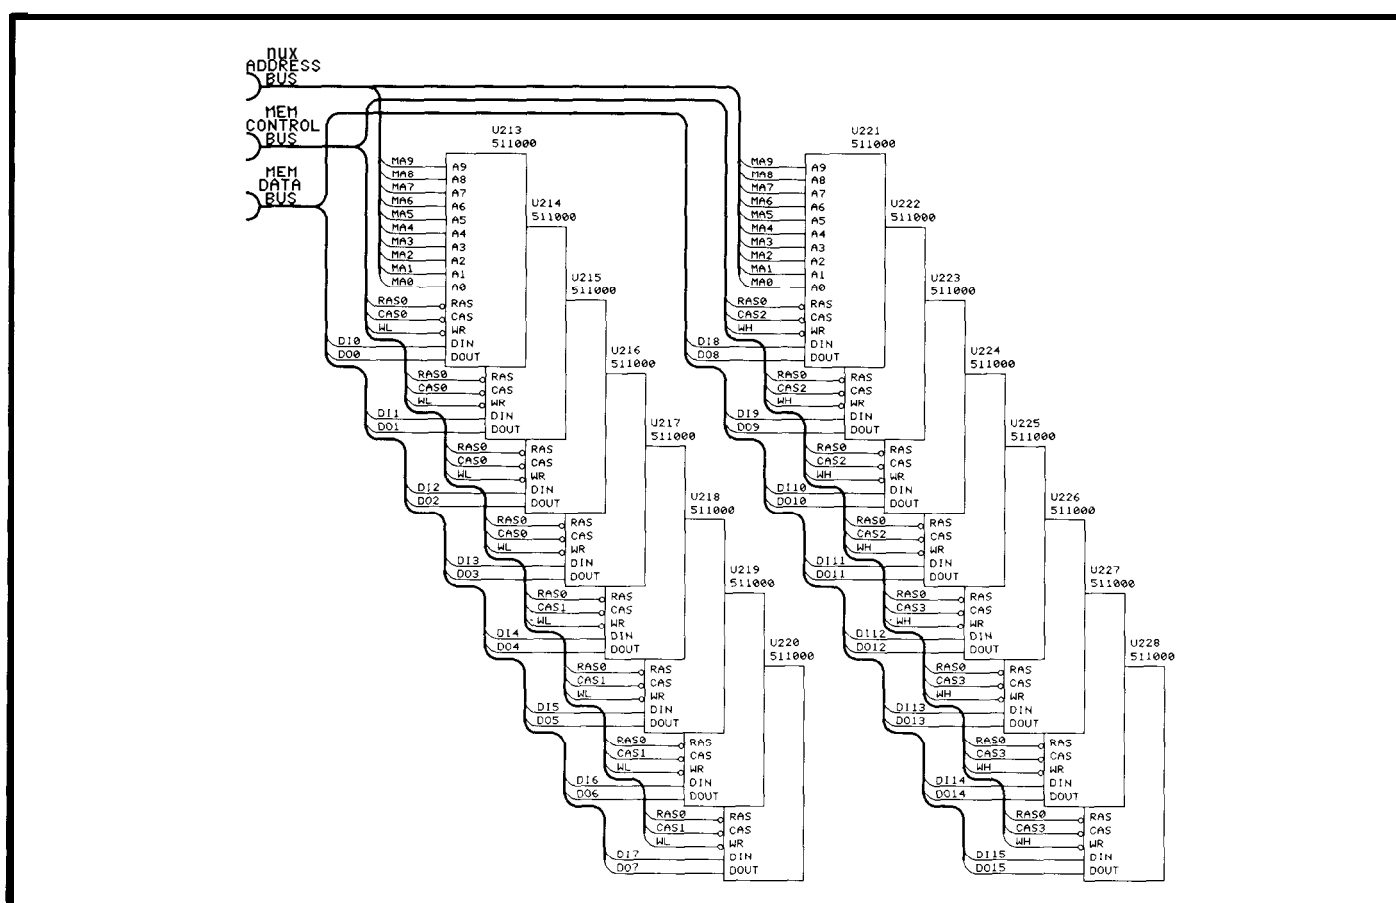 MUX
ADDRESS
BUS
MEM
CONTROL
BUS
MEM
DATA
BUS
U213
511000
MA9 A9
MA8 A8
MA7 A7
MA6 A6
MA5 A5
MA4 A4
MA3 A3
MA2 A2
MA1 A1
MA0 A0
RAS0 RAS
CAS0 CAS
WL WR
DI0 DIN
DO0 DOUT
U214
511000
RAS0 RAS
CAS0 CAS
WL WR
DI1 DIN
DO1 DOUT
U215
511000
RAS0 RAS
CAS0 CAS
WL WR
DI2 DIN
DO2 DOUT
U216
511000
RAS0 RAS
CAS0 CAS
WL WR
DI3 DIN
DO3 DOUT
U217
511000
RAS0 RAS
CAS1 CAS
WL WR
DI4 DIN
DO4 DOUT
U218
511000
RAS0 RAS
CAS1 CAS
WL WR
DI5 DIN
DO5 DOUT
U219
511000
RAS0 RAS
CAS1 CAS
WL WR
DI6 DIN
DO6 DOUT
U220
511000
RAS0 RAS
CAS1 CAS
WL WR
DI7 DIN
DO7 DOUT
U221
511000
MA9 A9
MA8 A8
MA7 A7
MA6 A6
MA5 A5
MA4 A4
MA3 A3
MA2 A2
MA1 A1
MA0 A0
RAS0 RAS
CAS2 CAS
WH WR
DI8 DIN
DO8 DOUT
U222
511000
RAS0 RAS
CAS2 CAS
WH WR
DI9 DIN
DO9 DOUT
U223
511000
RAS0 RAS
CAS2 CAS
WH WR
DI10 DIN
DO10 DOUT
U224
511000
RAS0 RAS
CAS2 CAS
WH WR
DI11 DIN
DO11 DOUT
U225
511000
RAS0 RAS
CAS3 CAS
WH WR
DI12 DIN
DO12 DOUT
U226
511000
RAS0 RAS
CAS3 CAS
WH WR
DI13 DIN
DO13 DOUT
U227
511000
RAS0 RAS
CAS3 CAS
WH WR
DI14 DIN
DO14 DOUT
U228
511000
RAS0 RAS
CAS3 CAS
WH WR
DI15 DIN
DO15 DOUT